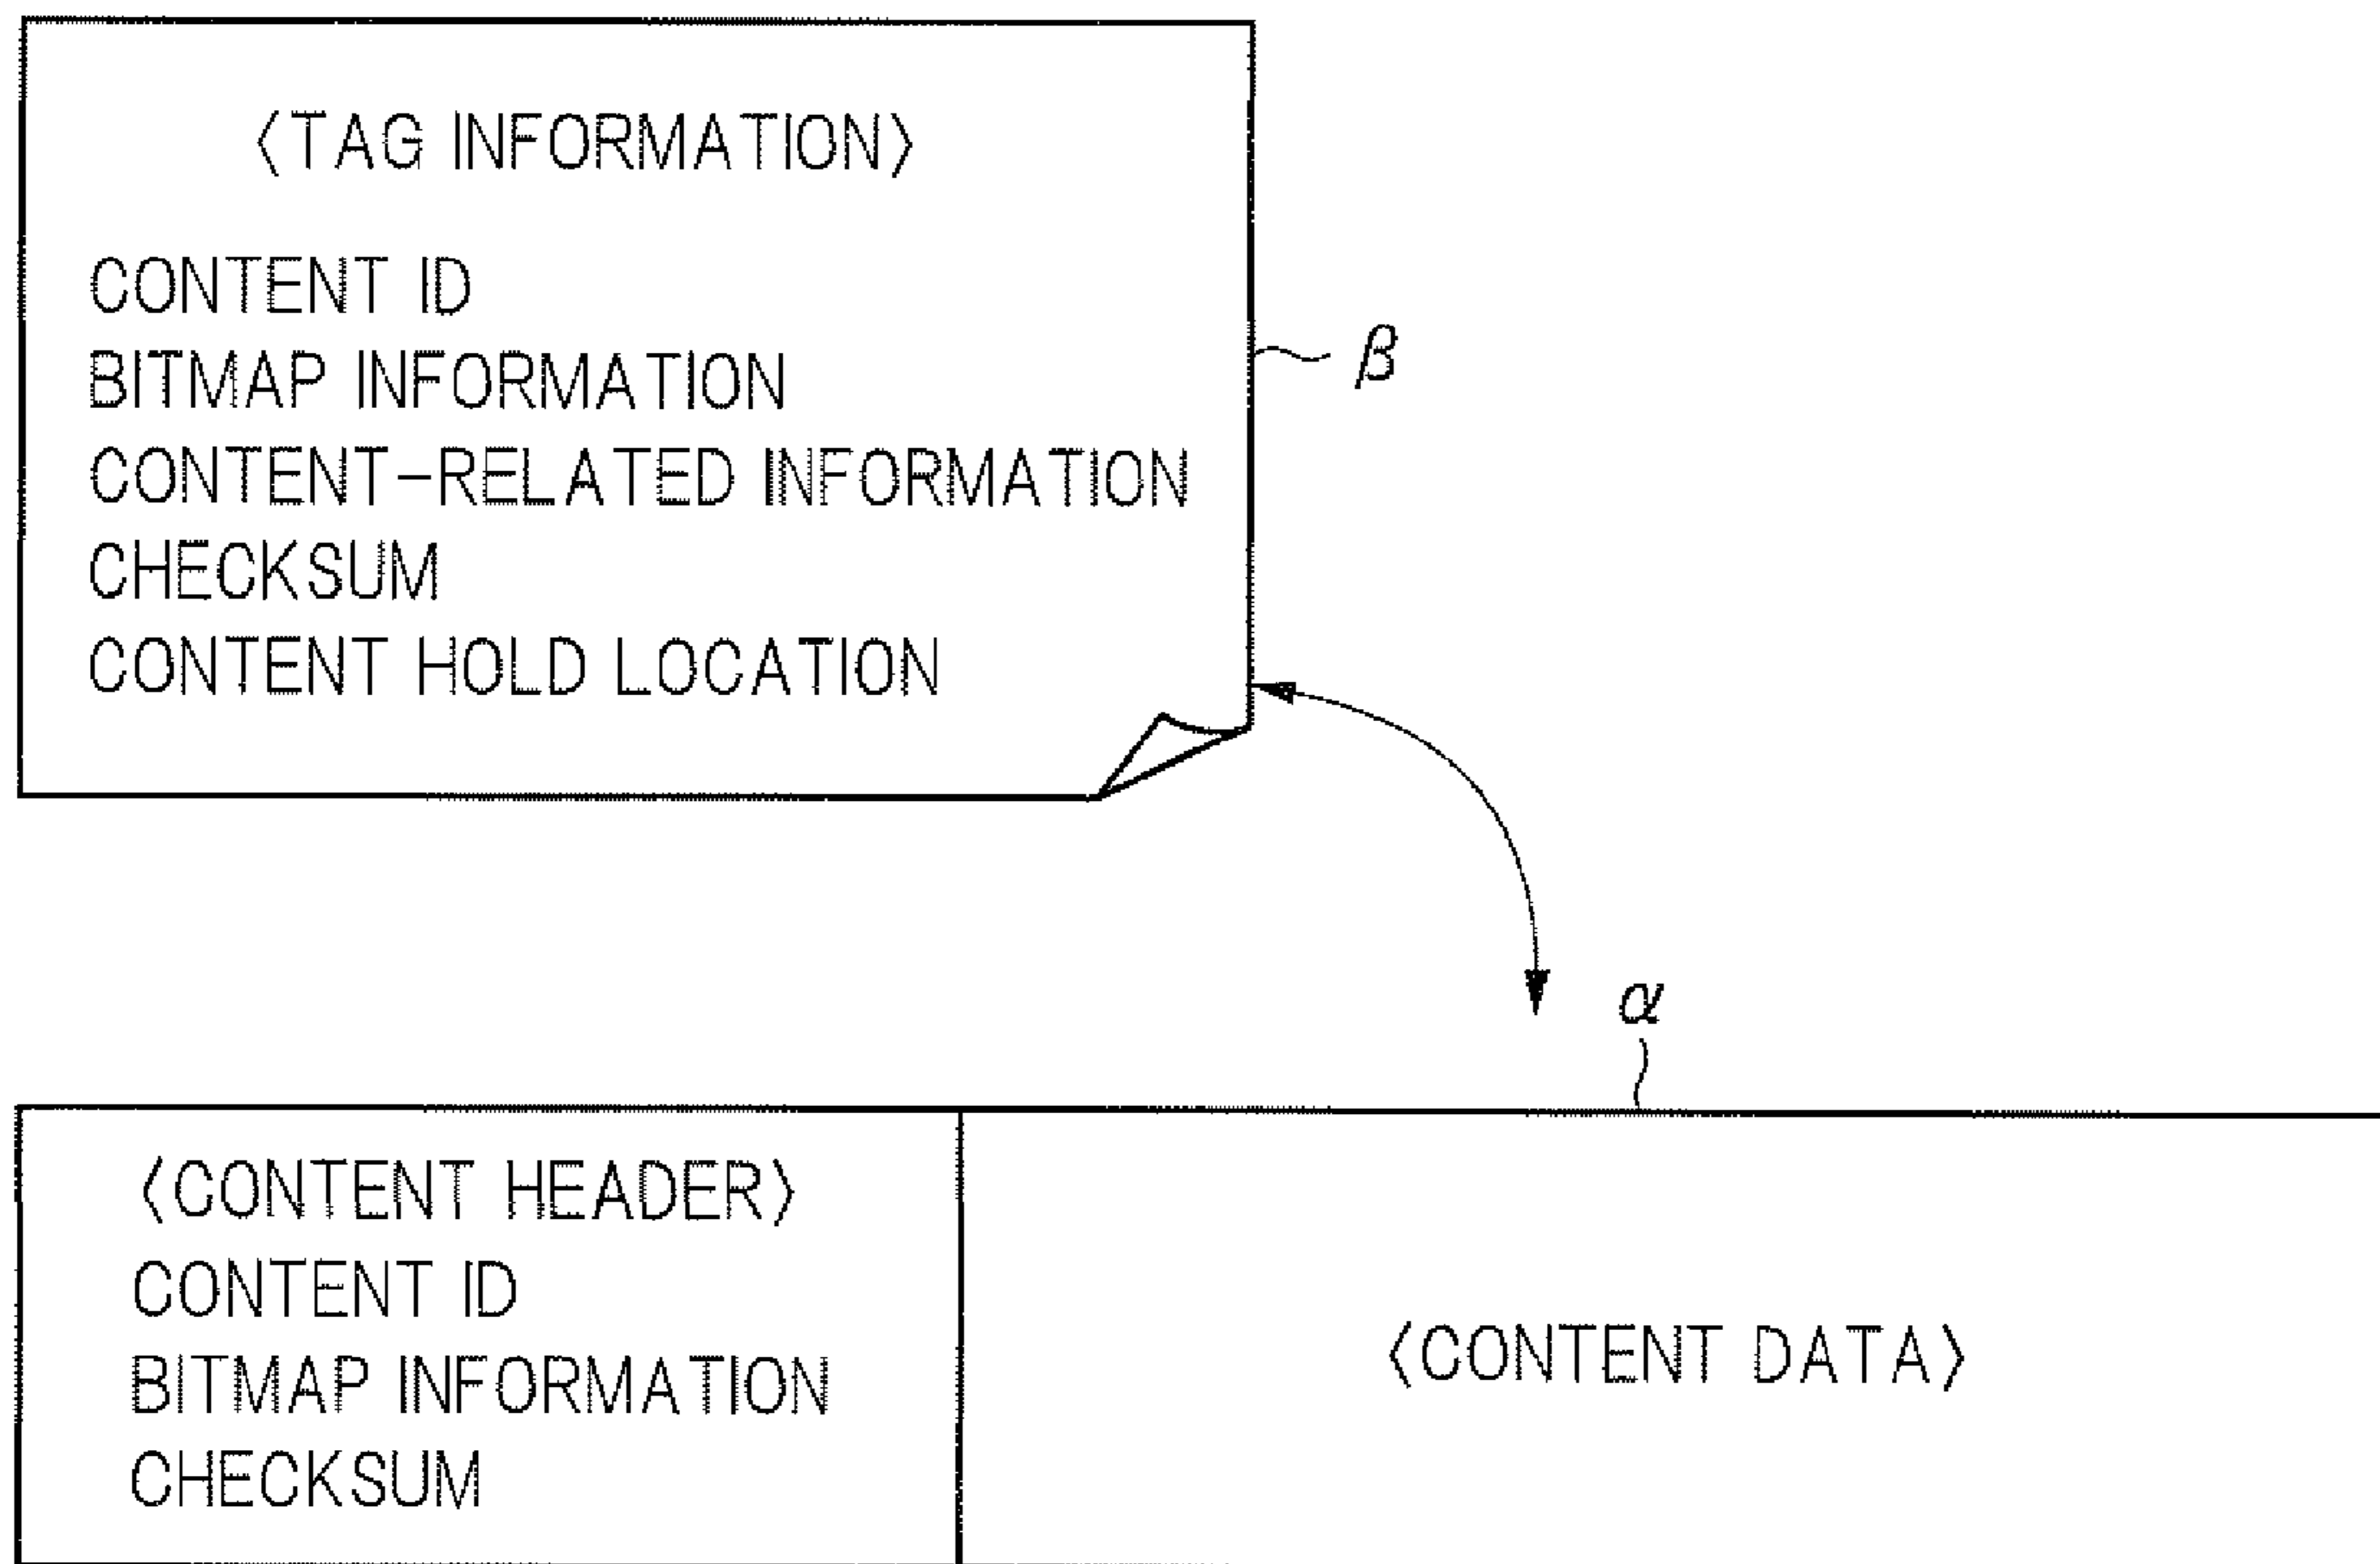 〈TAG INFORMATION〉
CONTENT ID
BITMAP INFORMATION
CONTENT-RELATED INFORMATION
CHECKSUM
CONTENT HOLD LOCATION
β
α
〈CONTENT HEADER〉
CONTENT ID
BITMAP INFORMATION
CHECKSUM
〈CONTENT DATA〉